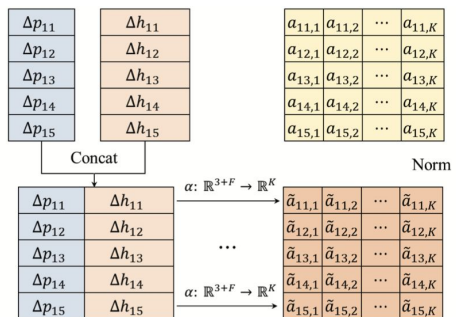 Δp₁₁ Δh₁₁ a₁₁,₁ a₁₁,₂ ⋯ a₁₁,K
Δp₁₂ Δh₁₂ a₁₂,₁ a₁₂,₂ ⋯ a₁₂,K
Δp₁₃ Δh₁₃ a₁₃,₁ a₁₃,₂ ⋯ a₁₃,K
Δp₁₄ Δh₁₄ a₁₄,₁ a₁₄,₂ ⋯ a₁₄,K
Δp₁₅ Δh₁₅ a₁₅,₁ a₁₅,₂ ⋯ a₁₅,K
Concat
Norm
Δp₁₁ Δh₁₁ α: ℝ³⁺ᶠ → ℝᴷ ã₁₁,₁ ã₁₁,₂ ⋯ ã₁₁,K
Δp₁₂ Δh₁₂ ã₁₂,₁ ã₁₂,₂ ⋯ ã₁₂,K
Δp₁₃ Δh₁₃ ⋯ ã₁₃,₁ ã₁₃,₂ ⋯ ã₁₃,K
Δp₁₄ Δh₁₄ ã₁₄,₁ ã₁₄,₂ ⋯ ã₁₄,K
Δp₁₅ Δh₁₅ α: ℝ³⁺ᶠ → ℝᴷ ã₁₅,₁ ã₁₅,₂ ⋯ ã₁₅,K